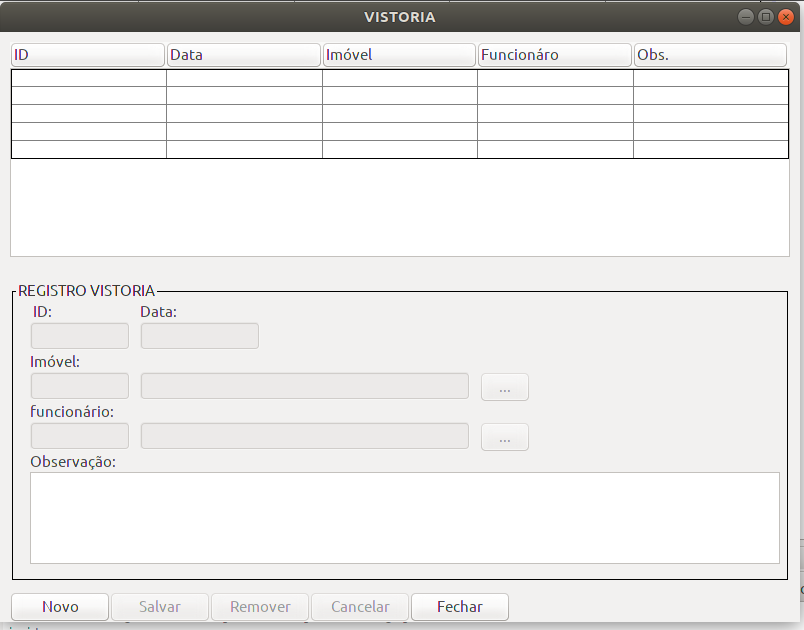 VISTORIA
ID Data Imóvel Funcionáro Obs.
REGISTRO VISTORIA
ID: Data:
Imóvel:
...
funcionário:
...
Observação:
Novo Salvar Remover Cancelar Fechar